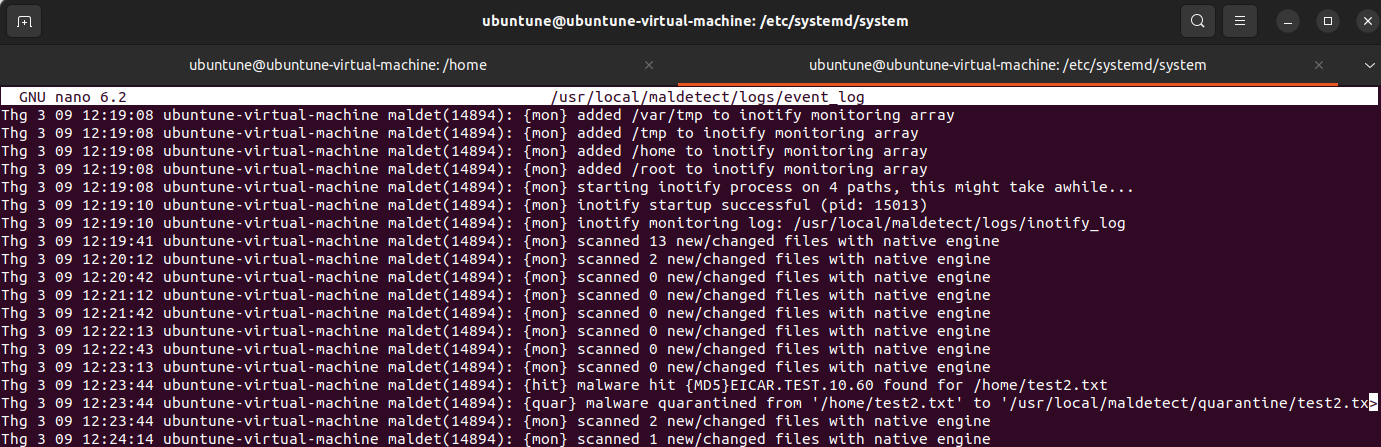 ubuntune@ubuntune-virtual-machine: /etc/systemd/system
ubuntune@ubuntune-virtual-machine: /home
ubuntune@ubuntune-virtual-machine: /etc/systemd/system
GNU nano 6.2 /usr/local/maldetect/logs/event_log
Thg 3 09 12:19:08 ubuntune-virtual-machine maldet(14894): {mon} added /var/tmp to inotify monitoring array
Thg 3 09 12:19:08 ubuntune-virtual-machine maldet(14894): {mon} added /tmp to inotify monitoring array
Thg 3 09 12:19:08 ubuntune-virtual-machine maldet(14894): {mon} added /home to inotify monitoring array
Thg 3 09 12:19:08 ubuntune-virtual-machine maldet(14894): {mon} added /root to inotify monitoring array
Thg 3 09 12:19:08 ubuntune-virtual-machine maldet(14894): {mon} starting inotify process on 4 paths, this might take awhile...
Thg 3 09 12:19:10 ubuntune-virtual-machine maldet(14894): {mon} inotify startup successful (pid: 15013)
Thg 3 09 12:19:10 ubuntune-virtual-machine maldet(14894): {mon} inotify monitoring log: /usr/local/maldetect/logs/inotify_log
Thg 3 09 12:19:41 ubuntune-virtual-machine maldet(14894): {mon} scanned 13 new/changed files with native engine
Thg 3 09 12:20:12 ubuntune-virtual-machine maldet(14894): {mon} scanned 2 new/changed files with native engine
Thg 3 09 12:20:42 ubuntune-virtual-machine maldet(14894): {mon} scanned 0 new/changed files with native engine
Thg 3 09 12:21:12 ubuntune-virtual-machine maldet(14894): {mon} scanned 0 new/changed files with native engine
Thg 3 09 12:21:42 ubuntune-virtual-machine maldet(14894): {mon} scanned 0 new/changed files with native engine
Thg 3 09 12:22:13 ubuntune-virtual-machine maldet(14894): {mon} scanned 0 new/changed files with native engine
Thg 3 09 12:22:43 ubuntune-virtual-machine maldet(14894): {mon} scanned 0 new/changed files with native engine
Thg 3 09 12:23:13 ubuntune-virtual-machine maldet(14894): {mon} scanned 0 new/changed files with native engine
Thg 3 09 12:23:44 ubuntune-virtual-machine maldet(14894): {hit} malware hit {MD5}EICAR.TEST.10.60 found for /home/test2.txt
Thg 3 09 12:23:44 ubuntune-virtual-machine maldet(14894): {quar} malware quarantined from '/home/test2.txt' to '/usr/local/maldetect/quarantine/test2.tx>
Thg 3 09 12:23:44 ubuntune-virtual-machine maldet(14894): {mon} scanned 2 new/changed files with native engine
Thg 3 09 12:24:14 ubuntune-virtual-machine maldet(14894): {mon} scanned 1 new/changed files with native engine